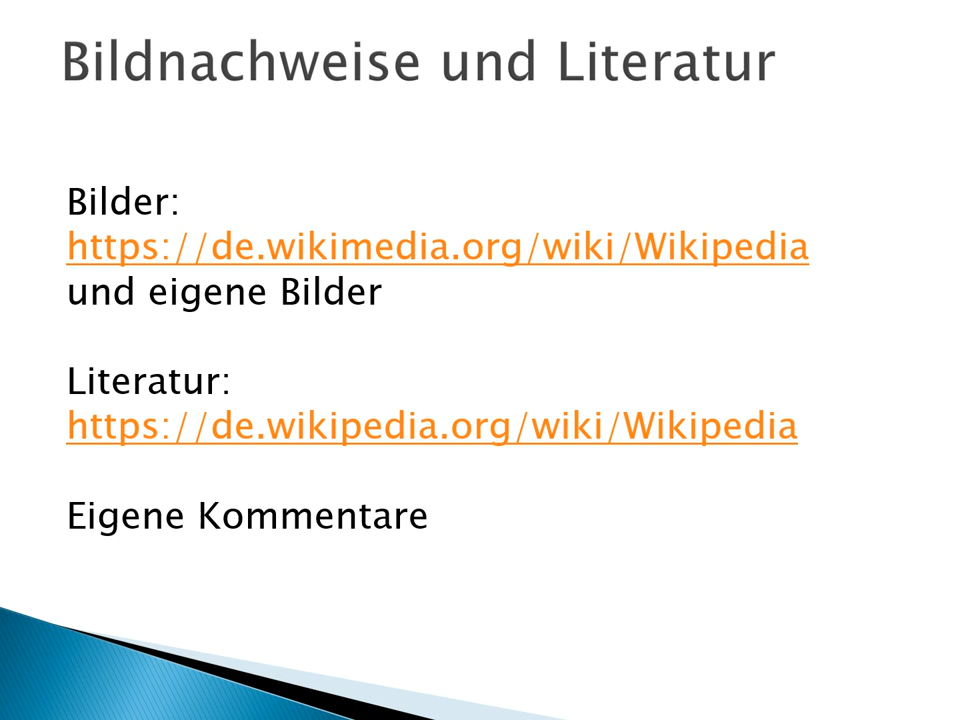 Bildnachweise und Literatur
Bilder:
https://de.wikimedia.org/wiki/Wikipedia
und eigene Bilder
Literatur:
https://de.wikipedia.org/wiki/Wikipedia
Eigene Kommentare